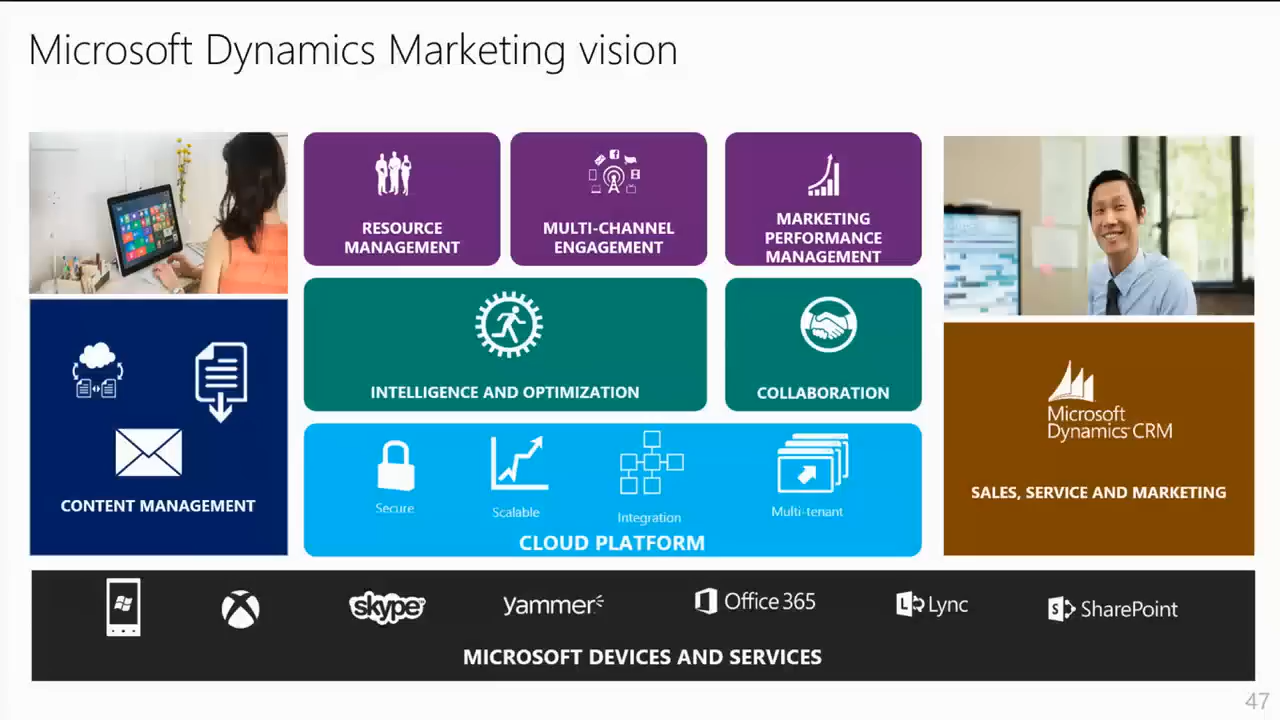 Microsoft Dynamics Marketing vision
RESOURCE
MANAGEMENT
MULTI-CHANNEL
ENGAGEMENT
MARKETING
PERFORMANCE
MANAGEMENT
INTELLIGENCE AND OPTIMIZATION
COLLABORATION
CONTENT MANAGEMENT
Secure
Scalable
Integration
Multi-tenant
CLOUD PLATFORM
Microsoft
Dynamics CRM
SALES, SERVICE AND MARKETING
skype
yammer
Office 365
Lync
SharePoint
MICROSOFT DEVICES AND SERVICES
47